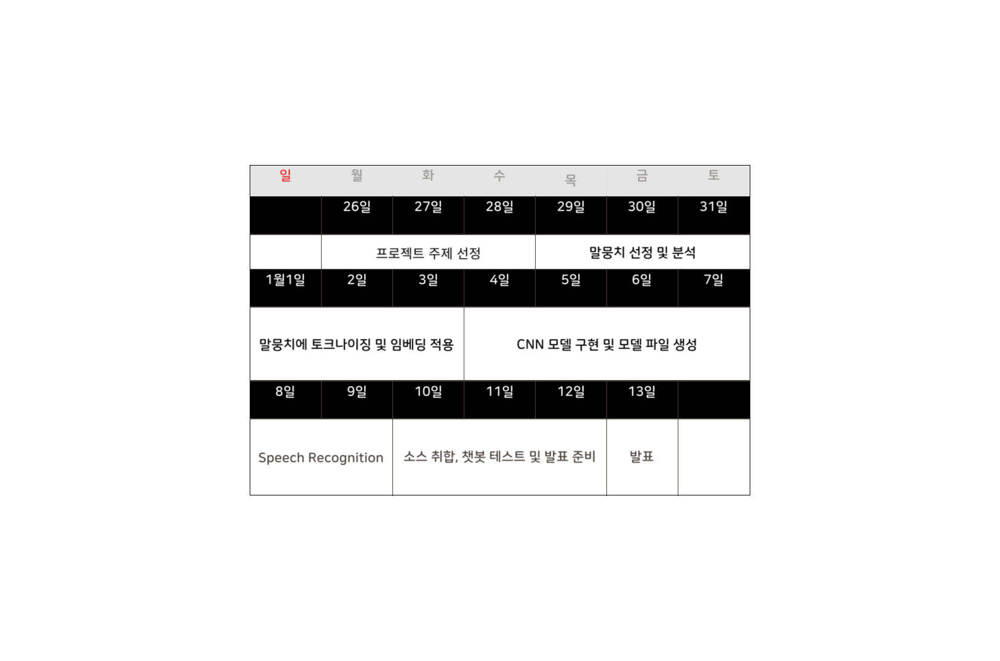 일 월 화 수 목 금 토
26일 27일 28일 29일 30일 31일
프로젝트 주제 선정 말뭉치 선정 및 분석
1월1일 2일 3일 4일 5일 6일 7일
말뭉치에 토크나이징 및 임베딩 적용 CNN 모델 구현 및 모델 파일 생성
8일 9일 10일 11일 12일 13일
Speech Recognition 소스 취합, 챗봇 테스트 및 발표 준비 발표